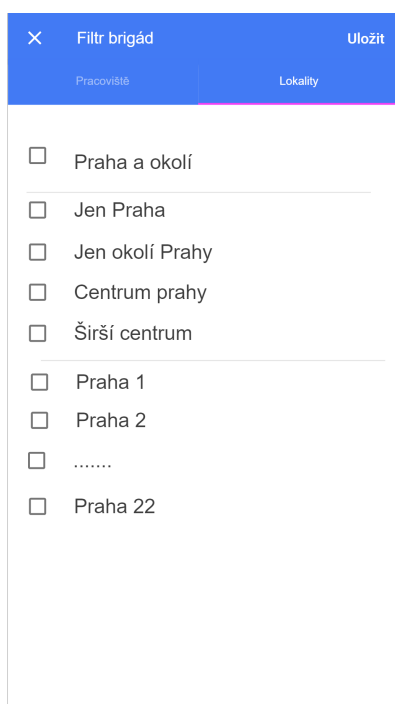 Filtr brigád
Uložit
Pracoviště
Lokality
Praha a okolí
Jen Praha
Jen okolí Prahy
Centrum prahy
Širší centrum
Praha 1
Praha 2
.......
Praha 22